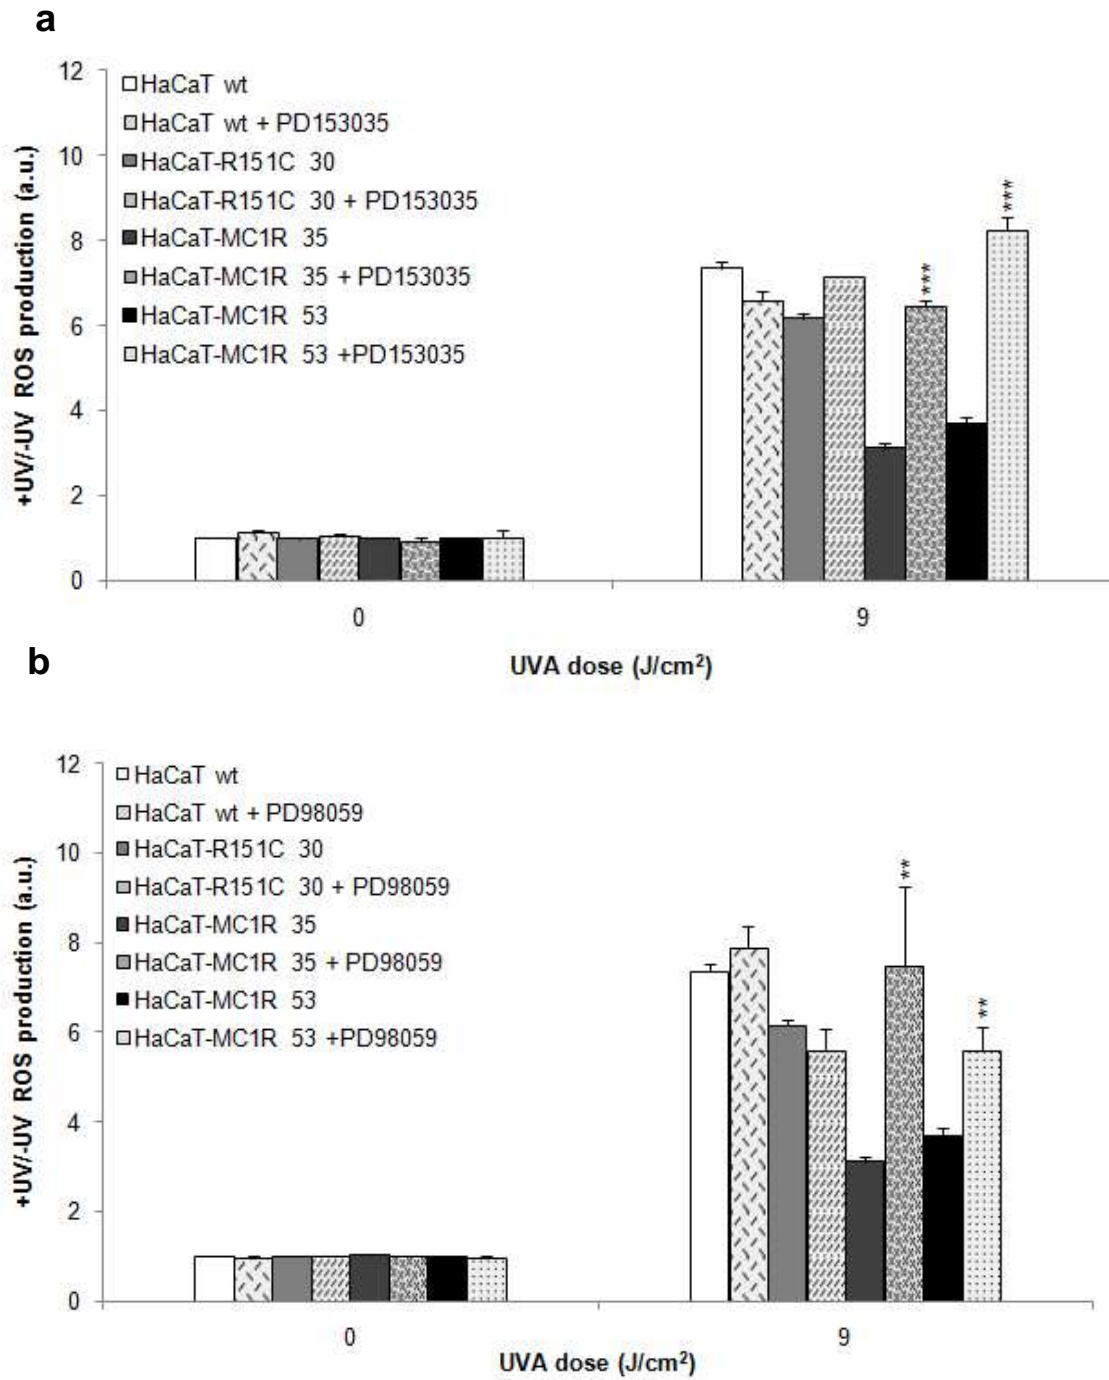 a
12
10
8
6
4
2
0
+UV/-UV ROS production (a.u.)
HaCaT wt
HaCaT wt + PD153035
HaCaT-R151C 30
HaCaT-R151C 30 + PD153035
HaCaT-MC1R 35
HaCaT-MC1R 35 + PD153035
HaCaT-MC1R 53
HaCaT-MC1R 53 +PD153035
***
***
0
9
UVA dose (J/cm²)
b
12
10
8
6
4
2
0
+UV/-UV ROS production (a.u.)
HaCaT wt
HaCaT wt + PD98059
HaCaT-R151C 30
HaCaT-R151C 30 + PD98059
HaCaT-MC1R 35
HaCaT-MC1R 35 + PD98059
HaCaT-MC1R 53
HaCaT-MC1R 53 +PD98059
**
**
0
9
UVA dose (J/cm²)